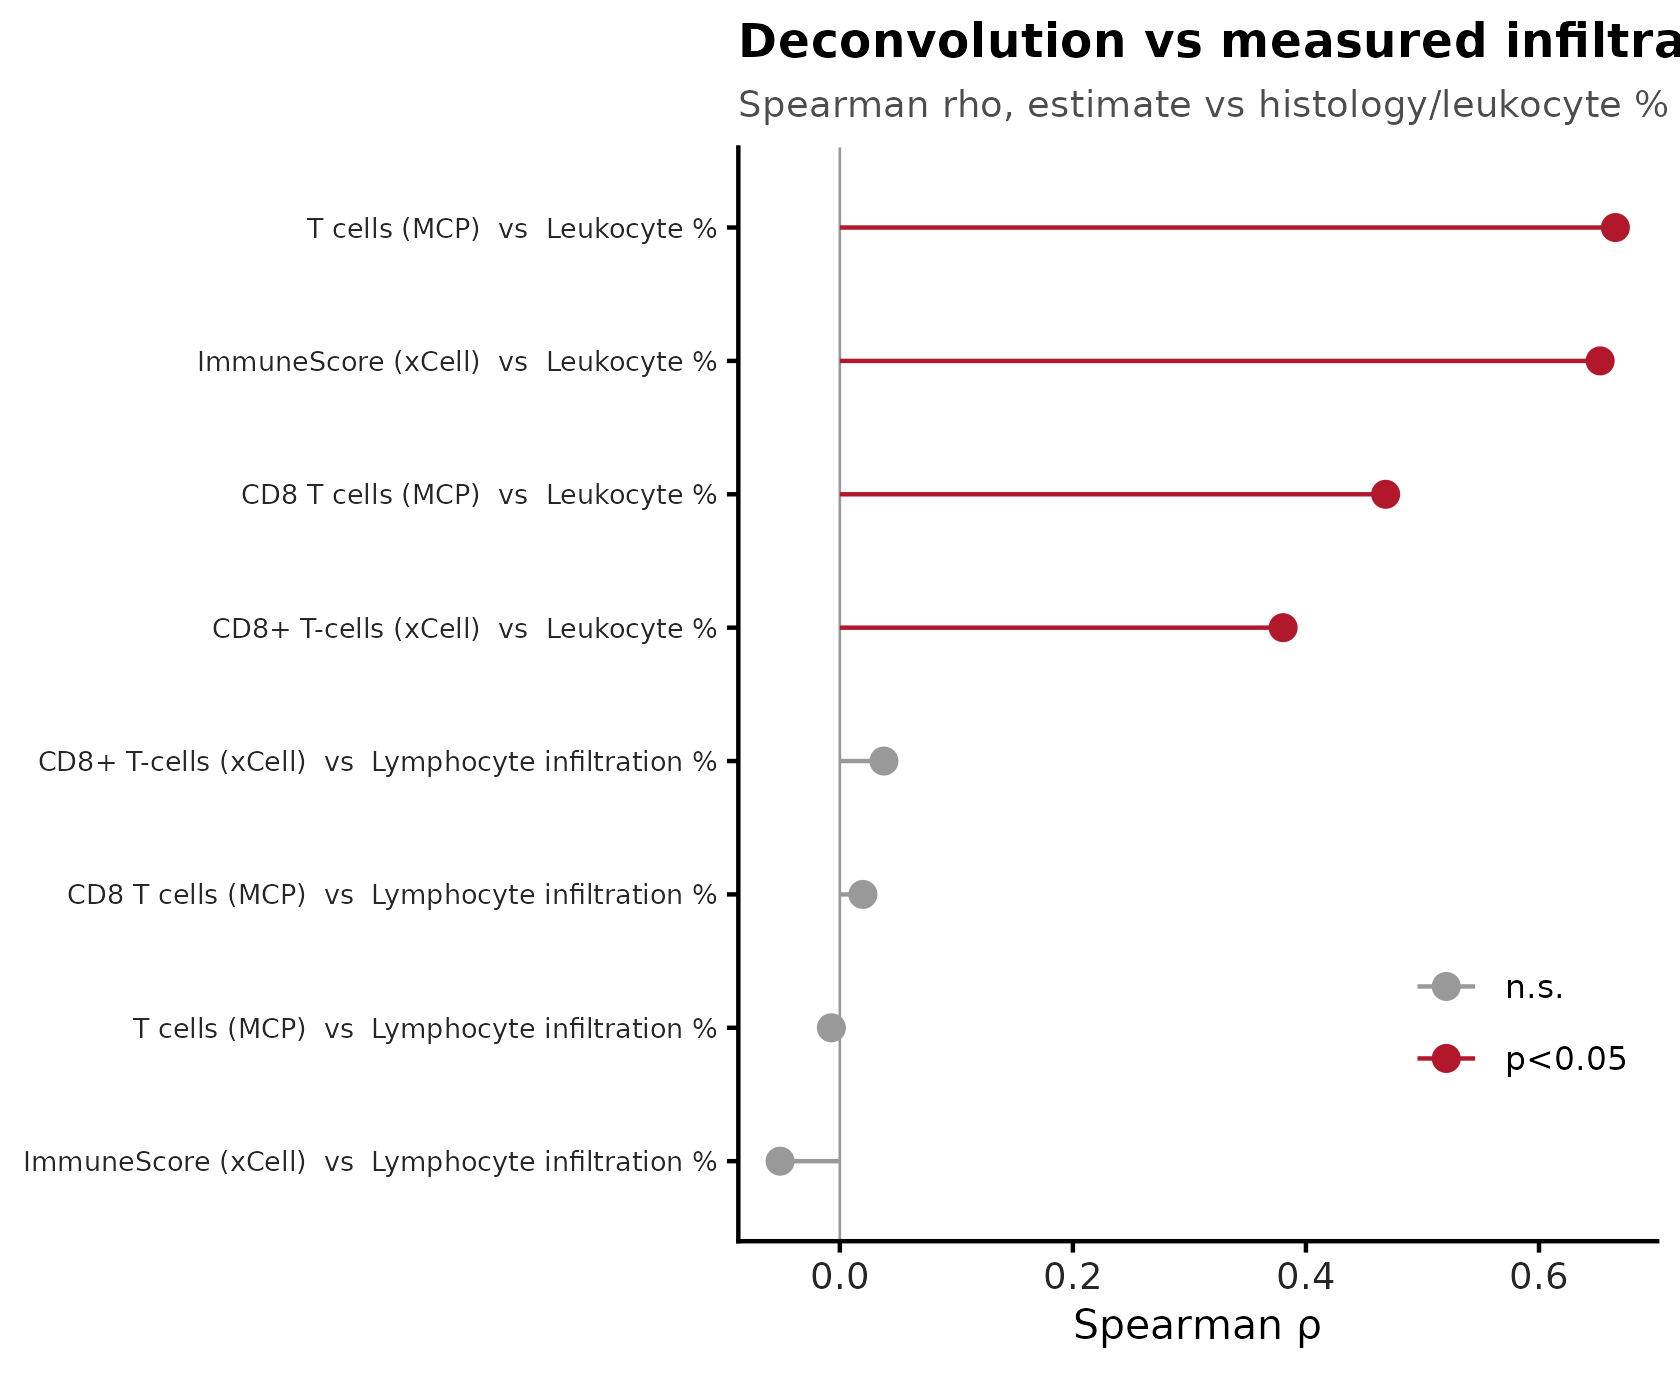 Deconvolution vs measured infiltra
Spearman rho, estimate vs histology/leukocyte %
T cells (MCP) vs Leukocyte %
ImmuneScore (xCell) vs Leukocyte %
CD8 T cells (MCP) vs Leukocyte %
CD8+ T-cells (xCell) vs Leukocyte %
CD8+ T-cells (xCell) vs Lymphocyte infiltration %
CD8 T cells (MCP) vs Lymphocyte infiltration %
T cells (MCP) vs Lymphocyte infiltration %
ImmuneScore (xCell) vs Lymphocyte infiltration %
n.s.
p<0.05
0.0 0.2 0.4 0.6
Spearman ρ